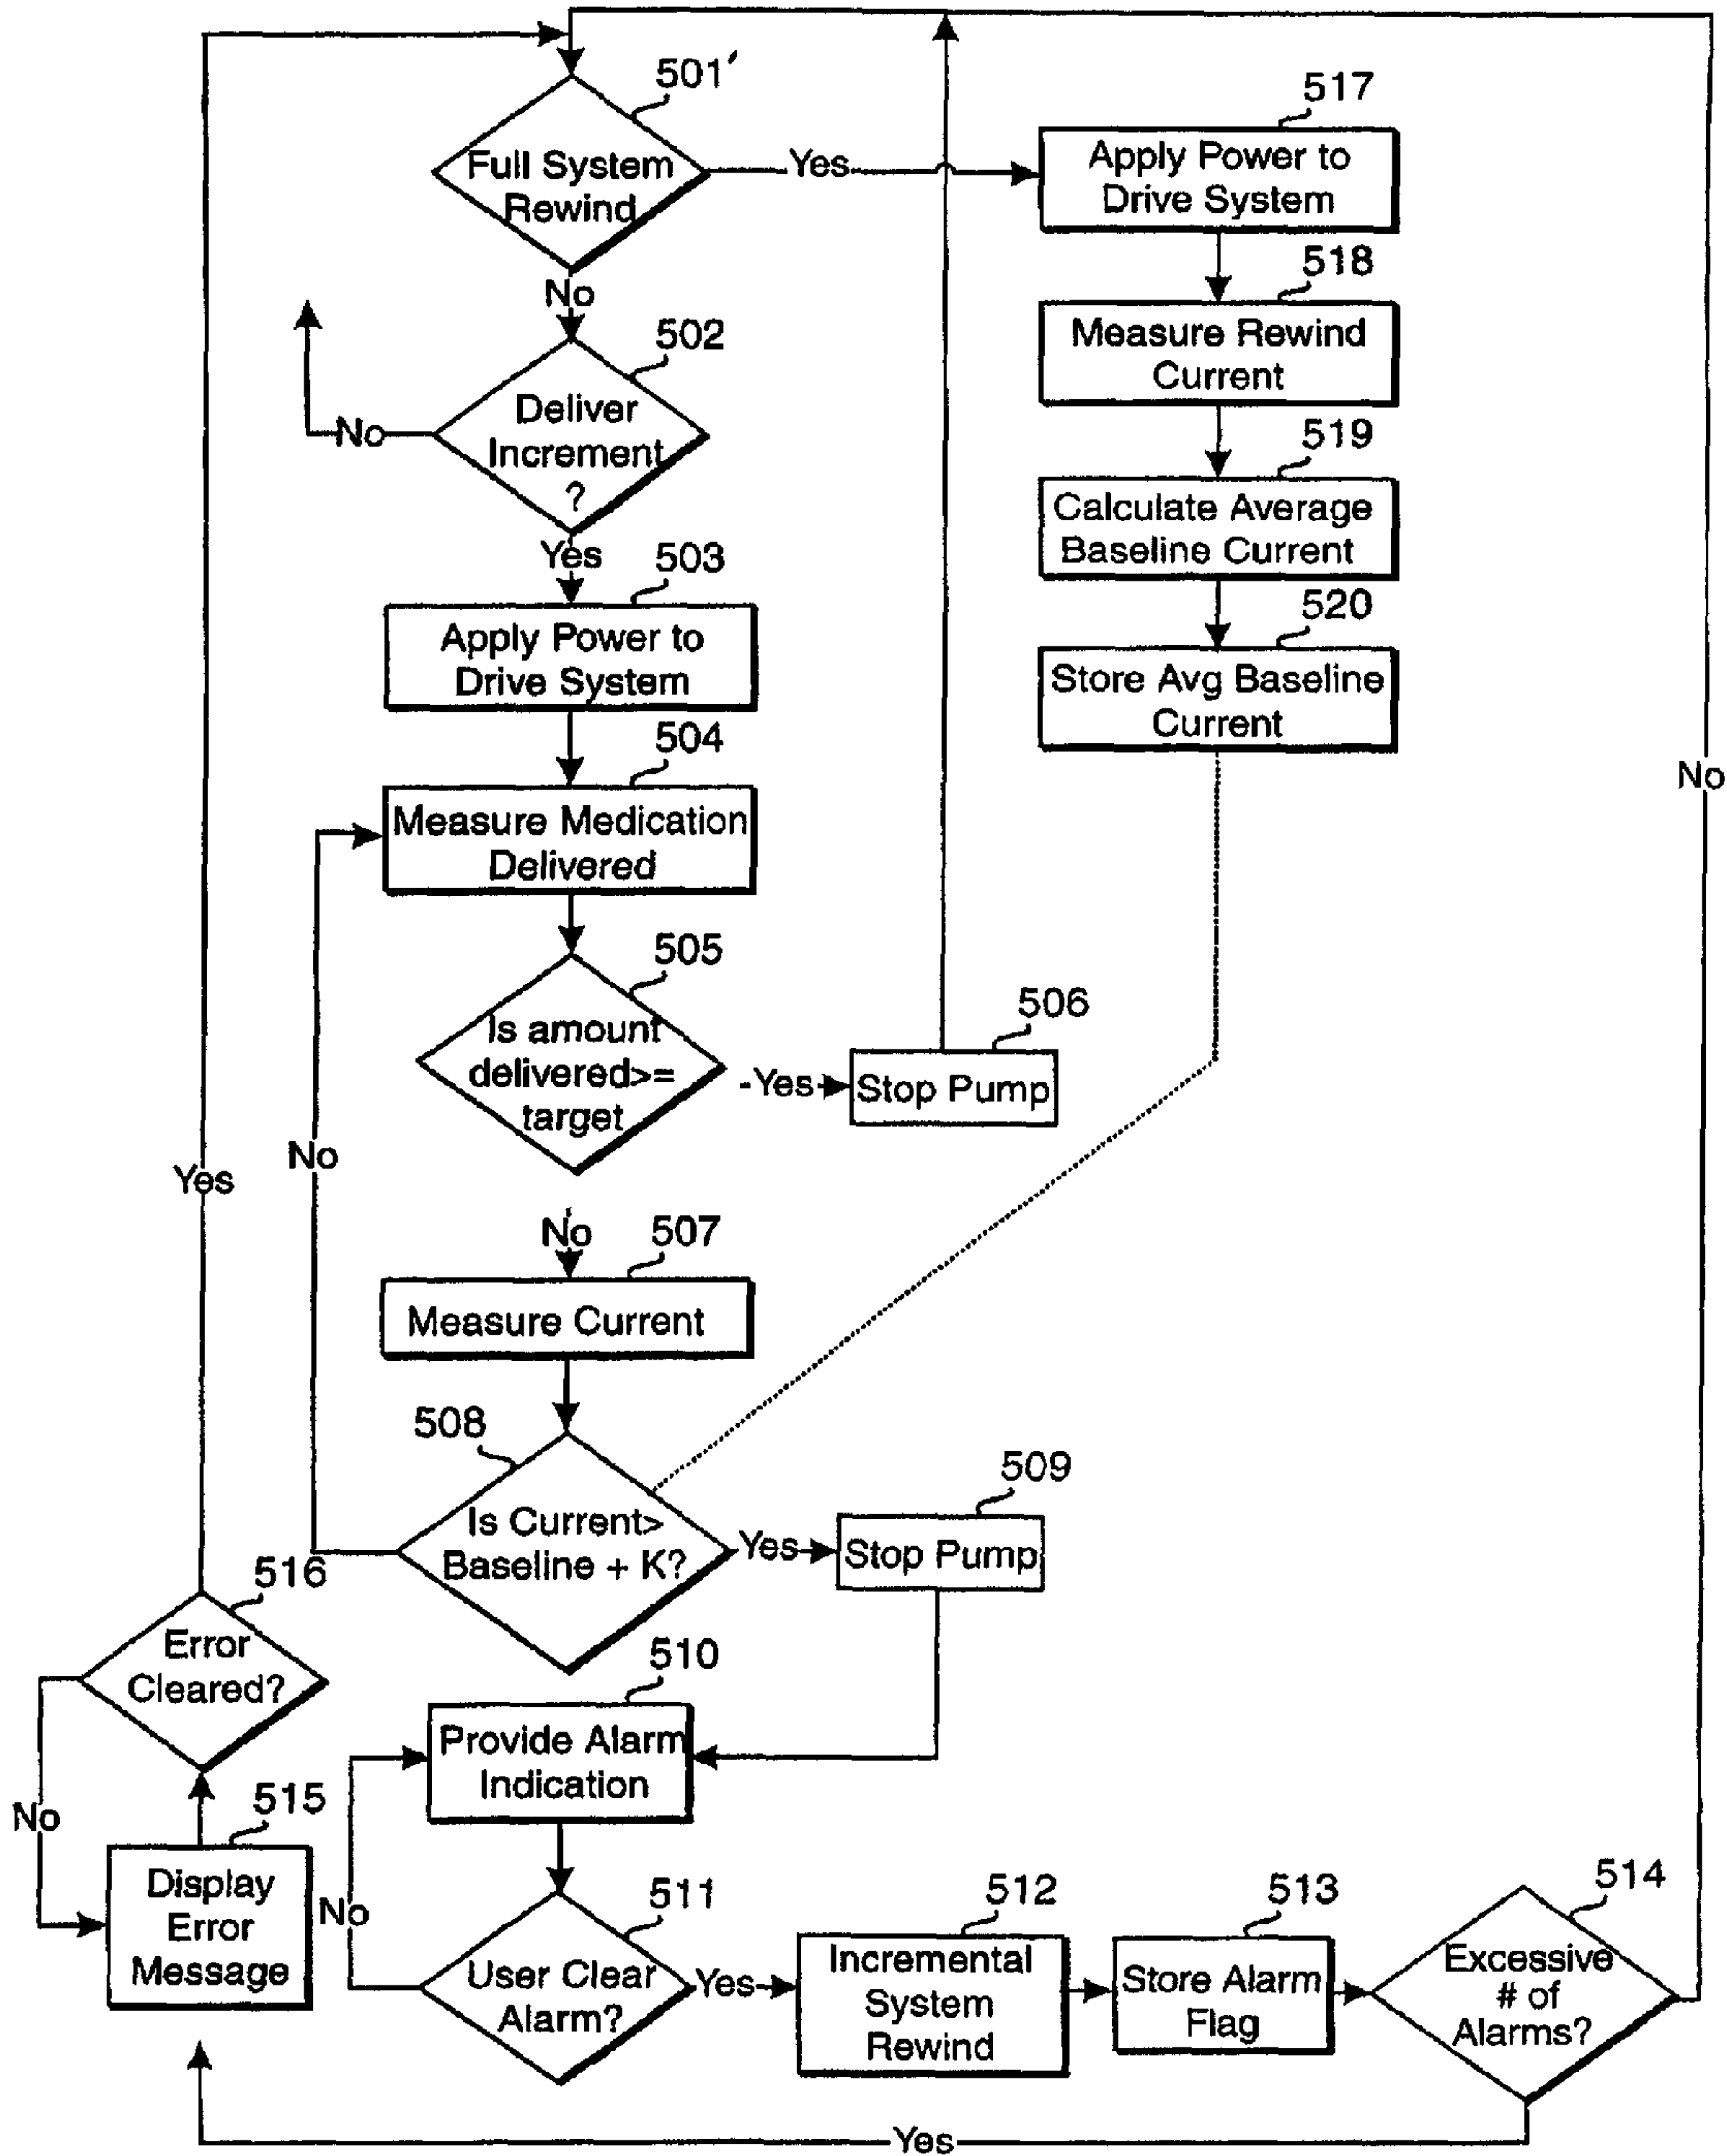 501'
Full System
Rewind
Yes
517
Apply Power to
Drive System
No
518
Measure Rewind
Current
502
Deliver
Increment
?
No
519
Calculate Average
Baseline Current
Yes
503
Apply Power to
Drive System
520
Store Avg Baseline
Current
504
Measure Medication
Delivered
No
505
Is amount
delivered>=
target
-Yes
506
Stop Pump
No
Yes
No
507
Measure Current
508
Is Current>
Baseline + K?
Yes
509
Stop Pump
516
Error
Cleared?
No
510
Provide Alarm
Indication
515
Display
Error
Message
No
511
User Clear
Alarm?
Yes
512
Incremental
System
Rewind
513
Store Alarm
Flag
514
Excessive
# of
Alarms?
Yes